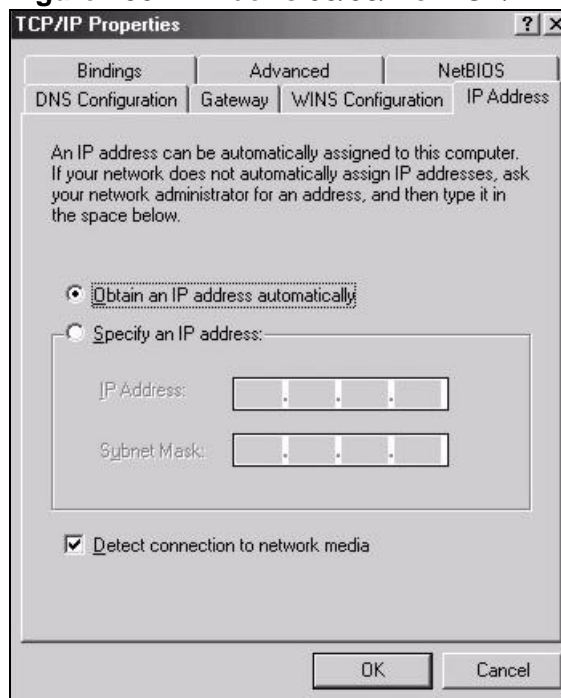 TCP/IP Properties
Bindings
Advanced
NetBIOS
DNS Configuration
Gateway
WINS Configuration
IP Address
An IP address can be automatically assigned to this computer.
If your network does not automatically assign IP addresses, ask
your network administrator for an address, and then type it in
the space below.
Obtain an IP address automatically
Specify an IP address:
IP Address:
. . .
Subnet Mask:
. . .
Detect connection to network media
OK
Cancel